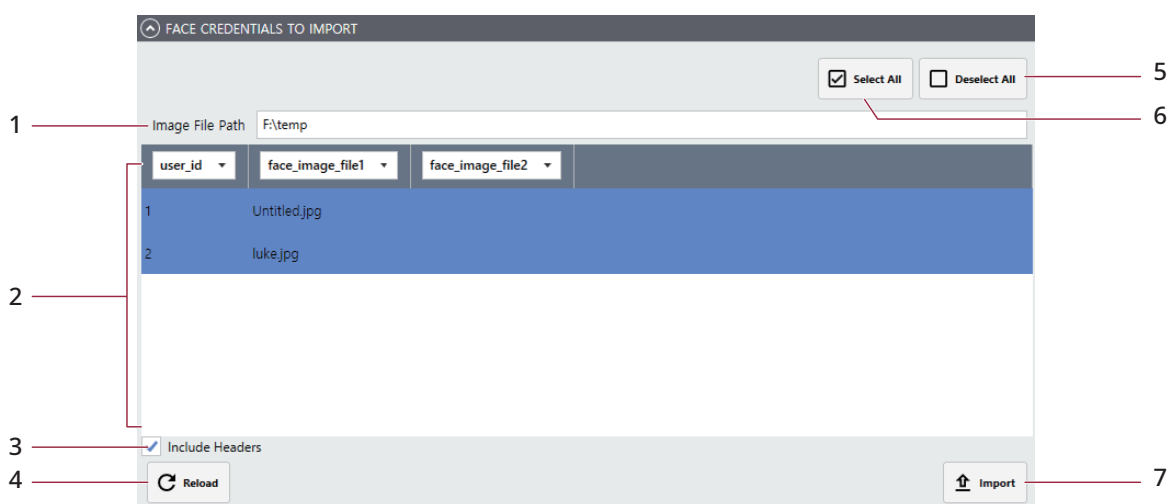 FACE CREDENTIALS TO IMPORT
Select All Deselect All 5
6
1 Image File Path F:\temp
user_id face_image_file1 face_image_file2
1 Untitled.jpg
2 luke.jpg
2
3 Include Headers
4 Reload Import 7